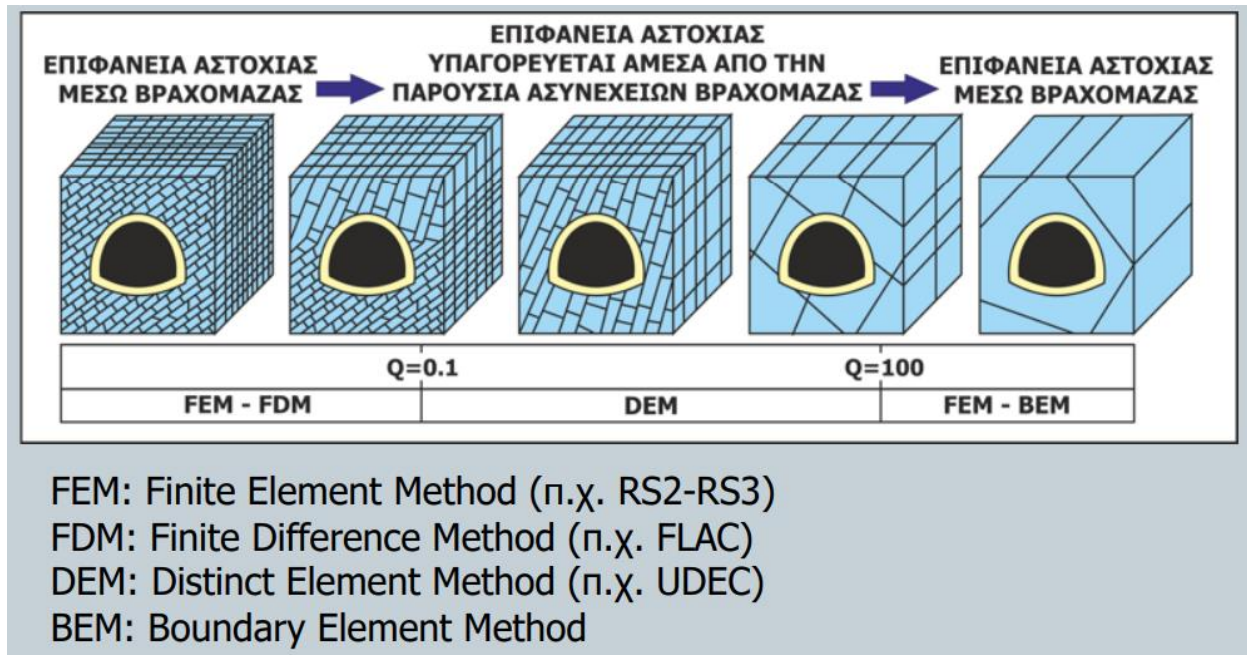 ΕΠΙΦΑΝΕΙΑ ΑΣΤΟΧΙΑΣ
ΜΕΣΩ ΒΡΑΧΟΜΑΖΑΣ
ΕΠΙΦΑΝΕΙΑ ΑΣΤΟΧΙΑΣ
ΥΠΑΓΟΡΕΥΕΤΑΙ ΑΜΕΣΑ ΑΠΟ ΤΗΝ
ΠΑΡΟΥΣΙΑ ΑΣΥΝΕΧΕΙΩΝ ΒΡΑΧΟΜΑΖΑΣ
ΕΠΙΦΑΝΕΙΑ ΑΣΤΟΧΙΑΣ
ΜΕΣΩ ΒΡΑΧΟΜΑΖΑΣ
Q=0.1
Q=100
FEM - FDM
DEM
FEM - BEM
FEM: Finite Element Method (π.χ. RS2-RS3)
FDM: Finite Difference Method (π.χ. FLAC)
DEM: Distinct Element Method (π.χ. UDEC)
BEM: Boundary Element Method